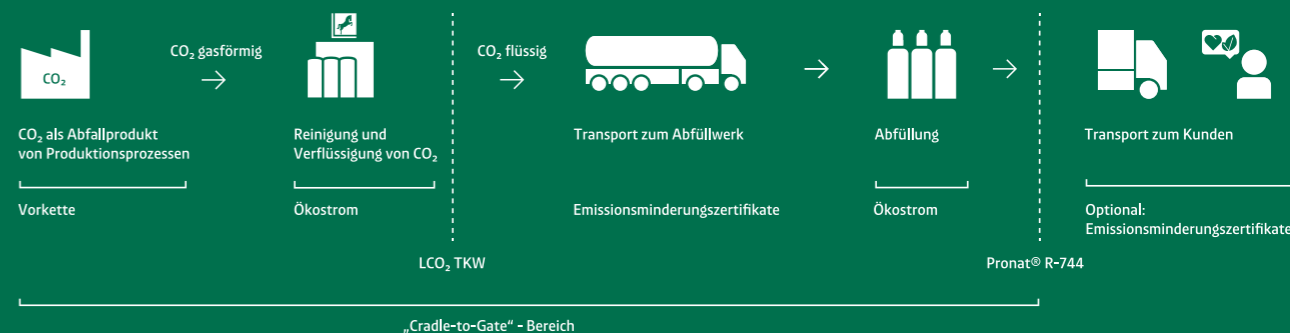 CO₂
CO₂ gasförmig
CO₂ flüssig
CO₂ als Abfallprodukt
von Produktionsprozessen
Reinigung und
Verflüssigung von CO₂
Transport zum Abfüllwerk
Abfüllung
Transport zum Kunden
Vorkette
Ökostrom
Emissionsminderungszertifikate
Ökostrom
Optional:
Emissionsminderungszertifikate
LCO₂ TKW
Pronat® R-744
„Cradle-to-Gate“ - Bereich